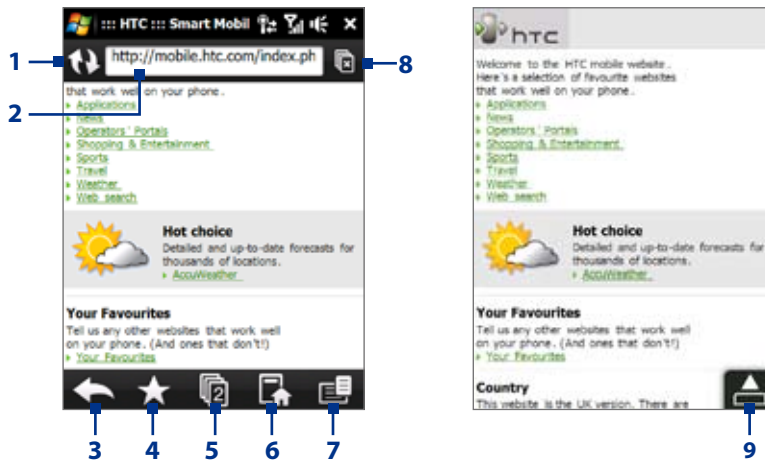 ::: HTC ::: Smart Mobil
1
http://mobile.htc.com/index.ph
8
2
that work well on your phone.
Applications
News
Operators' Portals
Shopping & Entertainment
Sports
Travel
Weather
Web search
Hot choice
Detailed and up-to-date forecasts for
thousands of locations.
AccuWeather
Your Favourites
Tell us any other websites that work well
on your phone. (And ones that don't!)
Your Favourites
2
3 4 5 6 7
htc
Welcome to the HTC mobile website.
Here's a selection of favourite websites
that work well on your phone.
Applications
News
Operators' Portals
Shopping & Entertainment
Sports
Travel
Weather
Web search
Hot choice
Detailed and up-to-date forecasts for
thousands of locations.
AccuWeather
Your Favourites
Tell us any other websites that work well
on your phone. (And ones that don't!)
Your Favourites
Country
This website is the UK version. There are
9